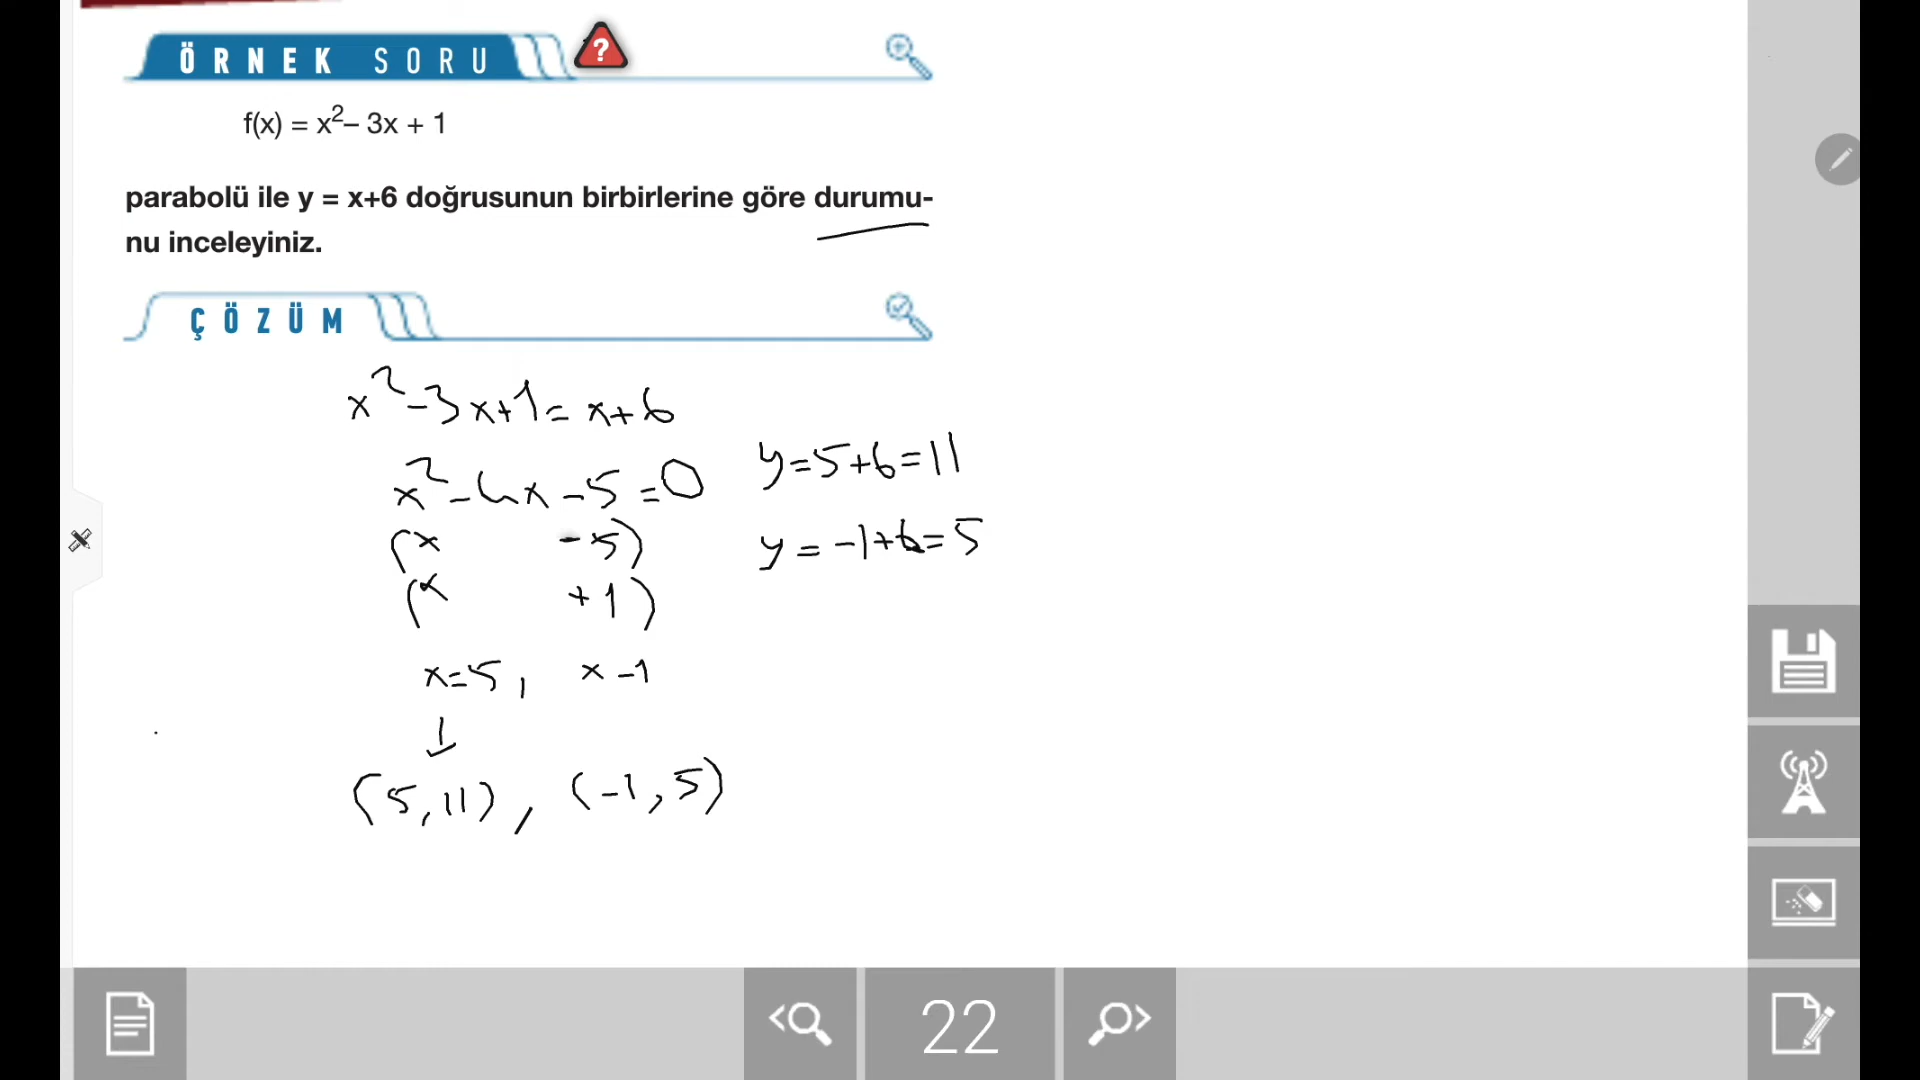 ÖRNEK SORU ?
f(x) = x²– 3x + 1
parabolü ile y = x+6 doğrusunun birbirlerine göre durumu-
nu inceleyiniz.
ÇÖZÜM
x²-3x+1=x+6
x²-4x-5=0
(x -5)
(x +1)
x=5, x-1
(5,11), (-1,5)
y=5+6=11
y=-1+6=5
22